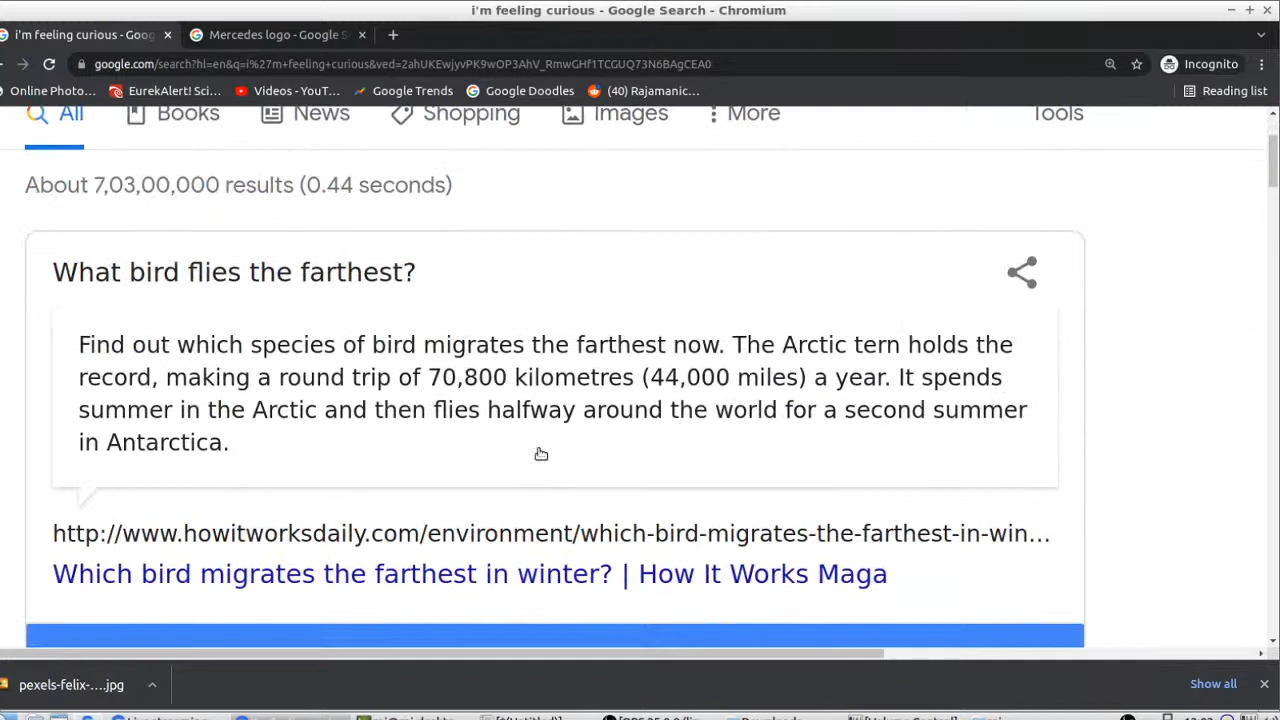 i'm feeling curious - Google Search - Chromium
i'm feeling curious - Goog
Mercedes logo - Google S
google.com/search?hl=en&q=i%27m+feeling+curious&ved=2ahUKEwjyvPK9wOP3AhV_RmwGHf1TCGUQ73N6BAgCEA0
Incognito
Online Photo… EurekAlert! Sci… Videos - YouT… Google Trends Google Doodles (40) Rajamanic… Reading list
All Books News Shopping Images More Tools
About 7,03,00,000 results (0.44 seconds)
What bird flies the farthest?
Find out which species of bird migrates the farthest now. The Arctic tern holds the
record, making a round trip of 70,800 kilometres (44,000 miles) a year. It spends
summer in the Arctic and then flies halfway around the world for a second summer
in Antarctica.
http://www.howitworksdaily.com/environment/which-bird-migrates-the-farthest-in-win...
Which bird migrates the farthest in winter? | How It Works Maga
pexels-felix-....jpg
Show all